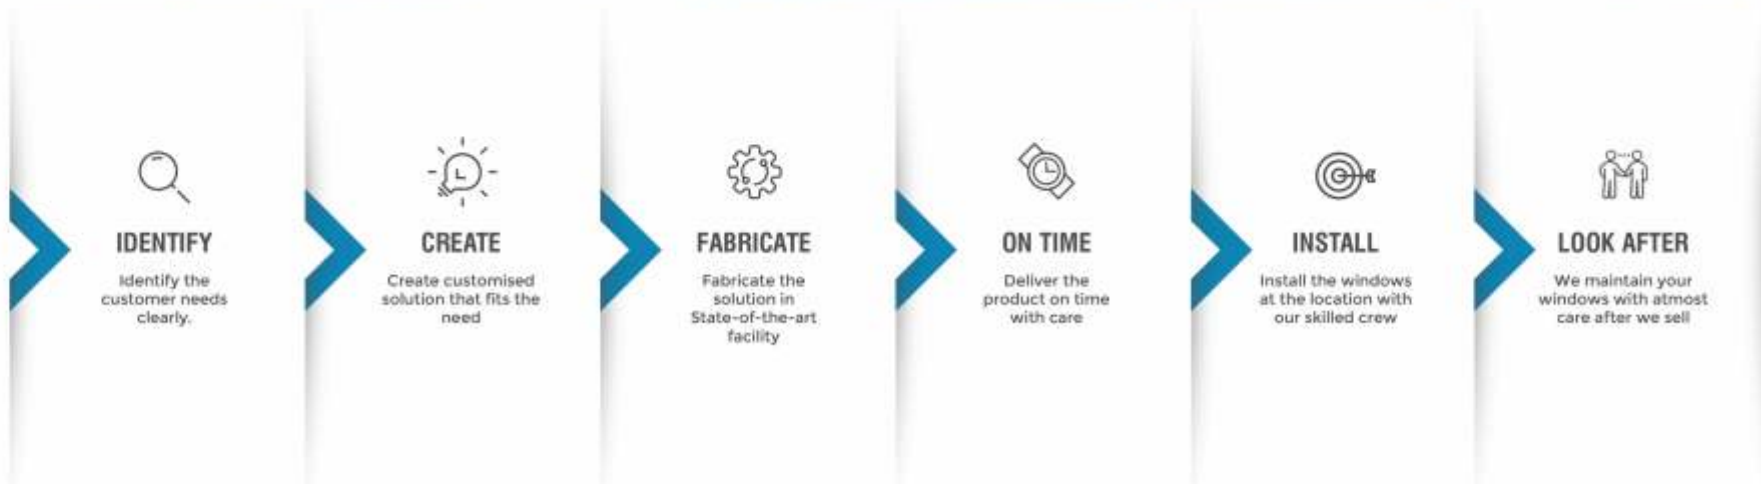 IDENTIFY
Identify the
customer needs
clearly.
CREATE
Create customised
solution that fits the
need
FABRICATE
Fabricate the
solution in
State-of-the-art
facility
ON TIME
Deliver the
product on time
with care
INSTALL
Install the windows
at the location with
our skilled crew
LOOK AFTER
We maintain your
windows with atmost
care after we sell